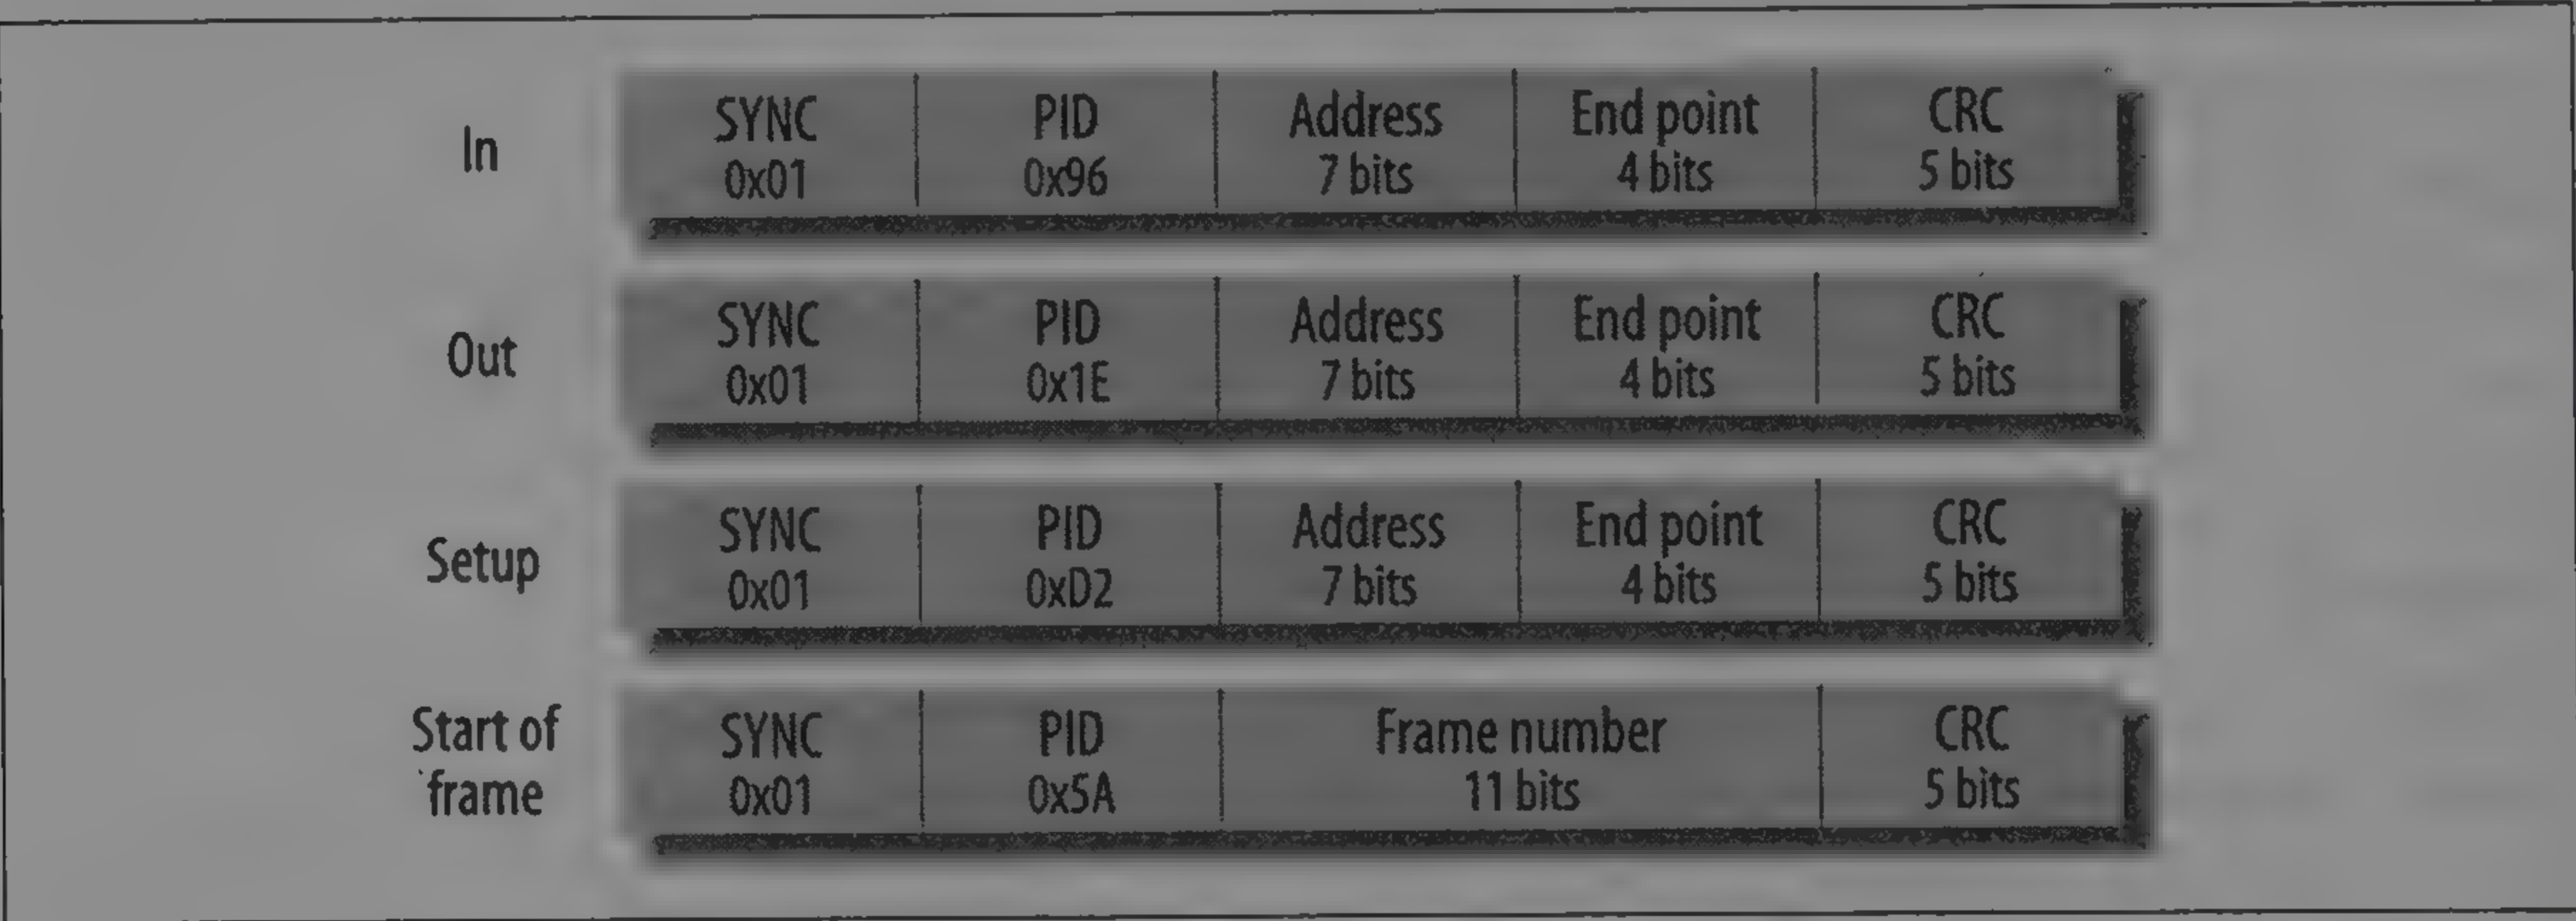 In
SYNC
0x01
PID
0x96
Address
7 bits
End point
4 bits
CRC
5 bits
Out
SYNC
0x01
PID
0x1E
Address
7 bits
End point
4 bits
CRC
5 bits
Setup
SYNC
0x01
PID
0xD2
Address
7 bits
End point
4 bits
CRC
5 bits
Start of
frame
SYNC
0x01
PID
0x5A
Frame number
11 bits
CRC
5 bits